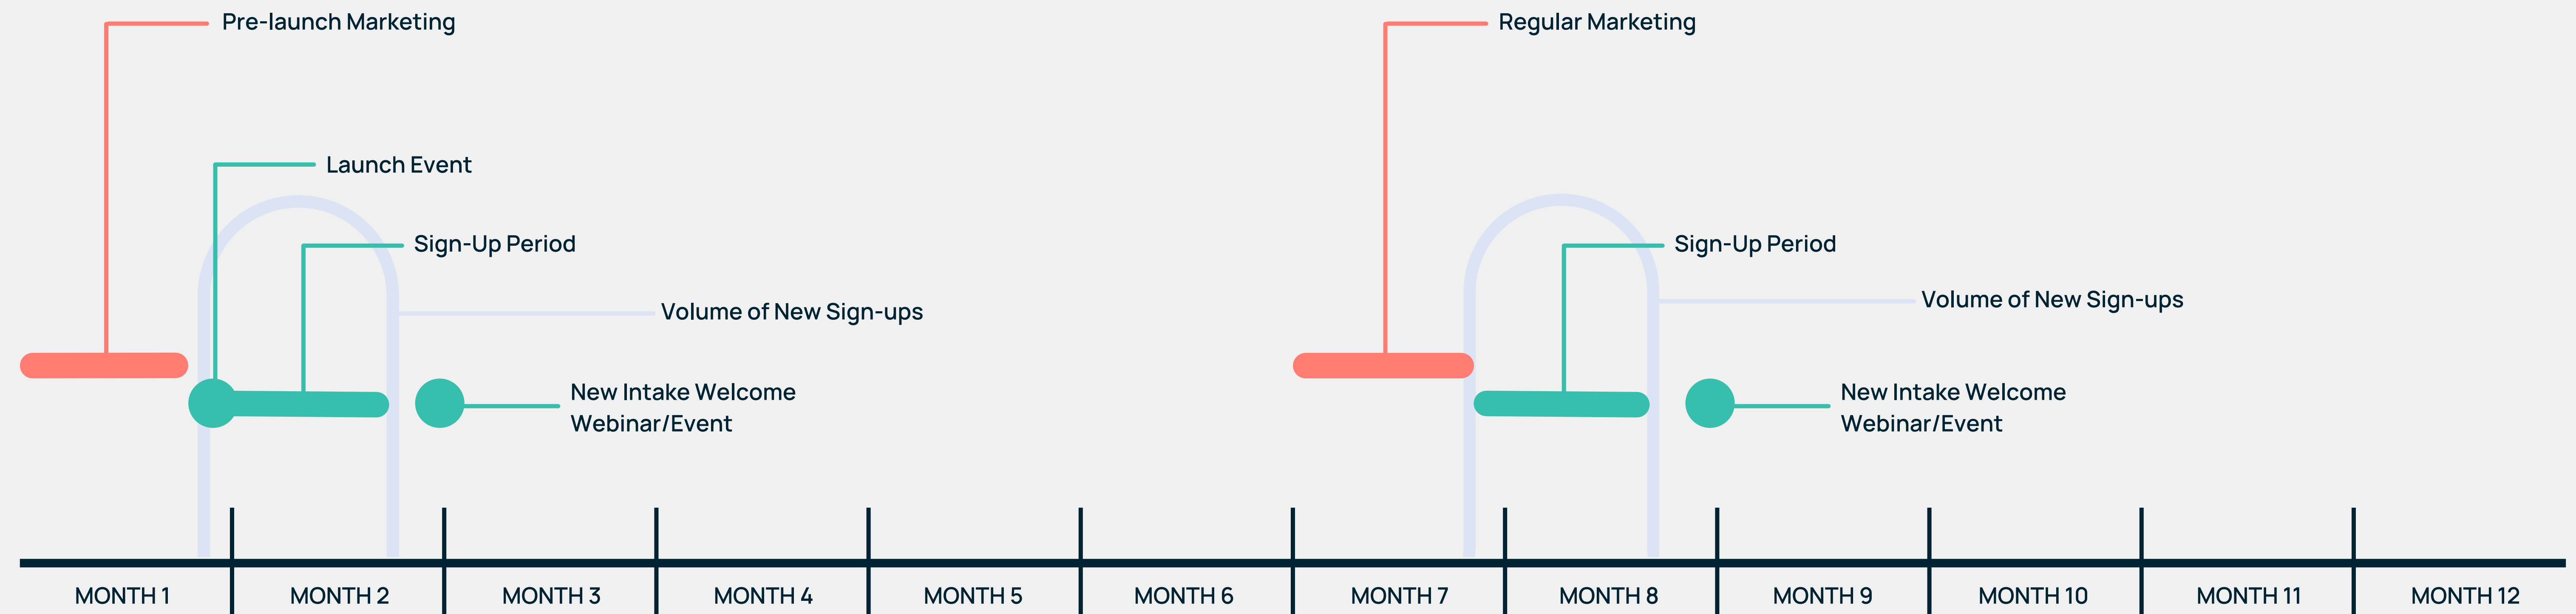 Pre-launch Marketing
Regular Marketing
Launch Event
Sign-Up Period
Sign-Up Period
Volume of New Sign-ups
Volume of New Sign-ups
New Intake Welcome
Webinar/Event
New Intake Welcome
Webinar/Event
MONTH 1
MONTH 2
MONTH 3
MONTH 4
MONTH 5
MONTH 6
MONTH 7
MONTH 8
MONTH 9
MONTH 10
MONTH 11
MONTH 12